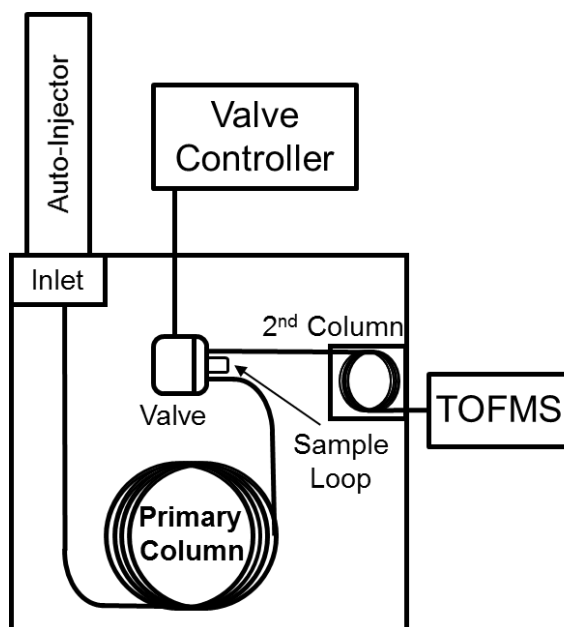 Auto-Injector
Valve
Controller
Inlet
2nd Column
Valve
Sample
Loop
TOFMS
Primary
Column